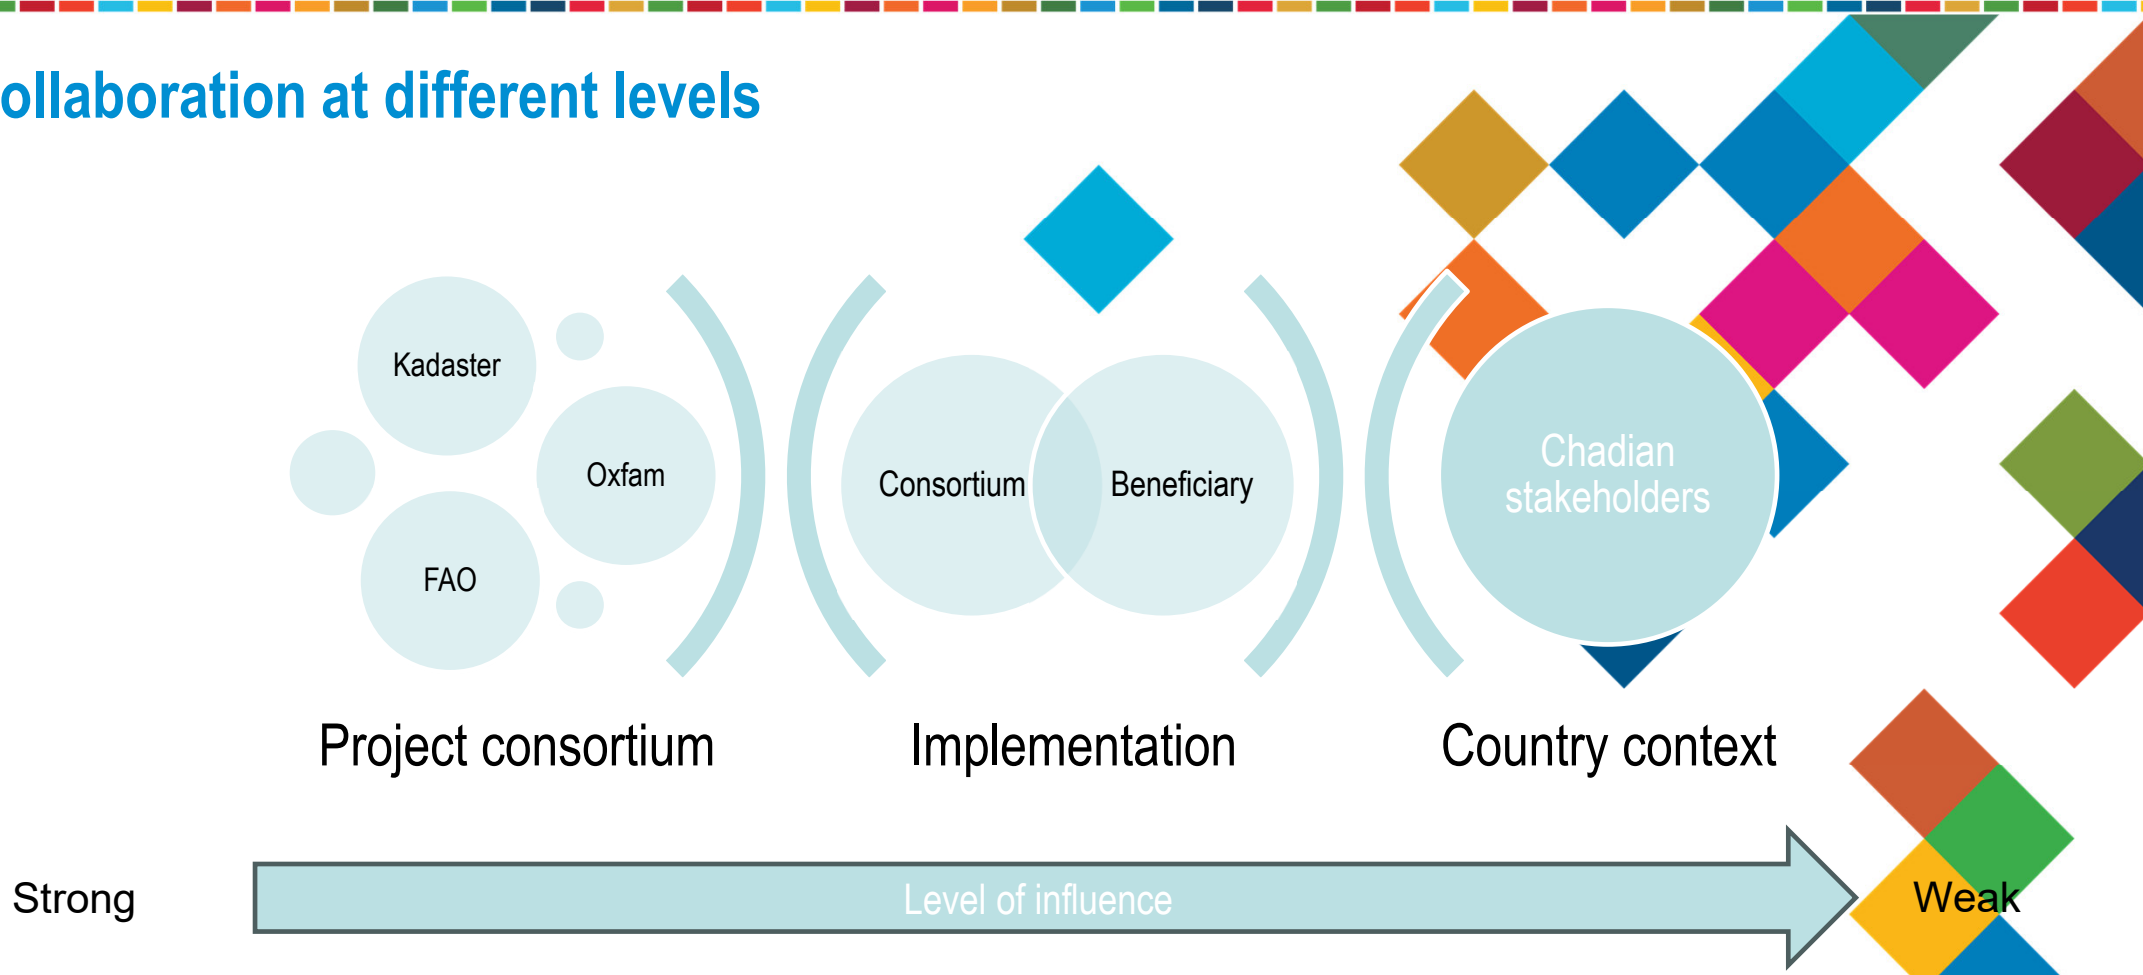 ollaboration at different levels
Kadaster
Oxfam
FAO
Consortium
Beneficiary
Chadian
stakeholders
Project consortium
Implementation
Country context
Strong
Level of influence
Weak